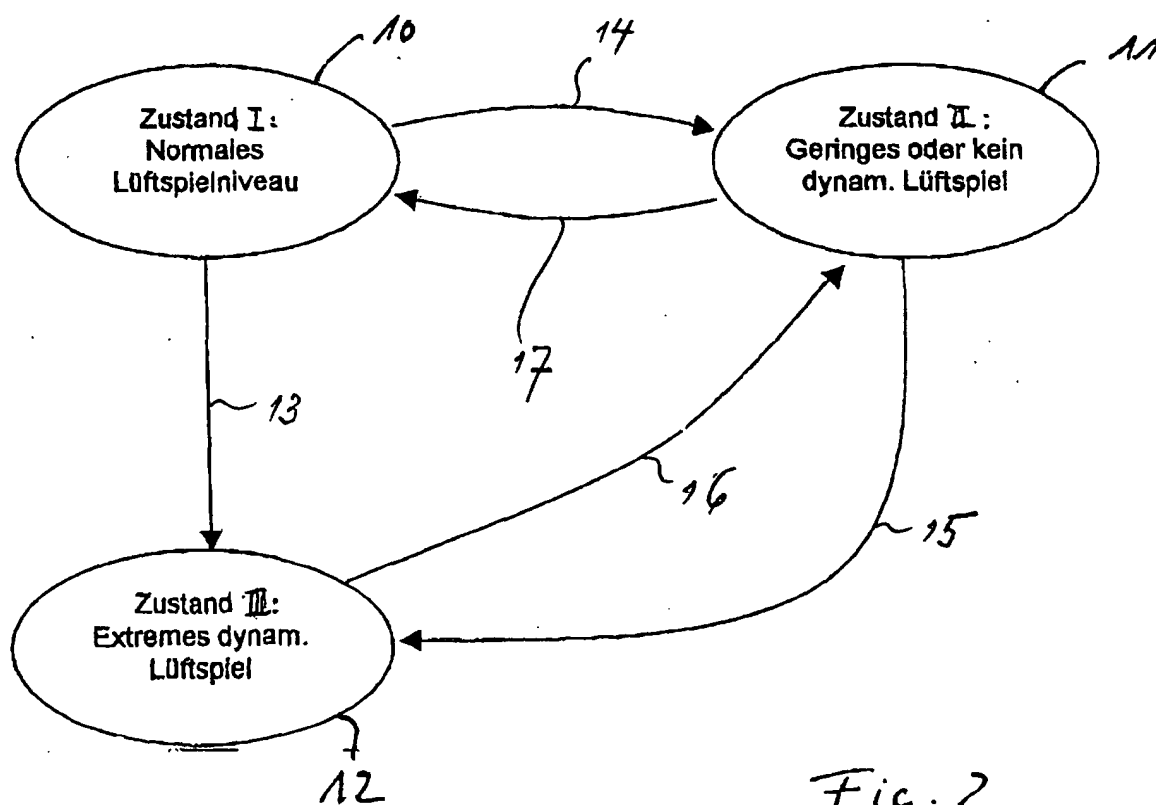 10
14
11
Zustand I:
Normales
Lüftspielniveau
Zustand II:
Geringes oder kein
dynam. Lüftspiel
17
13
16
15
Zustand III:
Extremes dynam.
Lüftspiel
12
Fig. 2